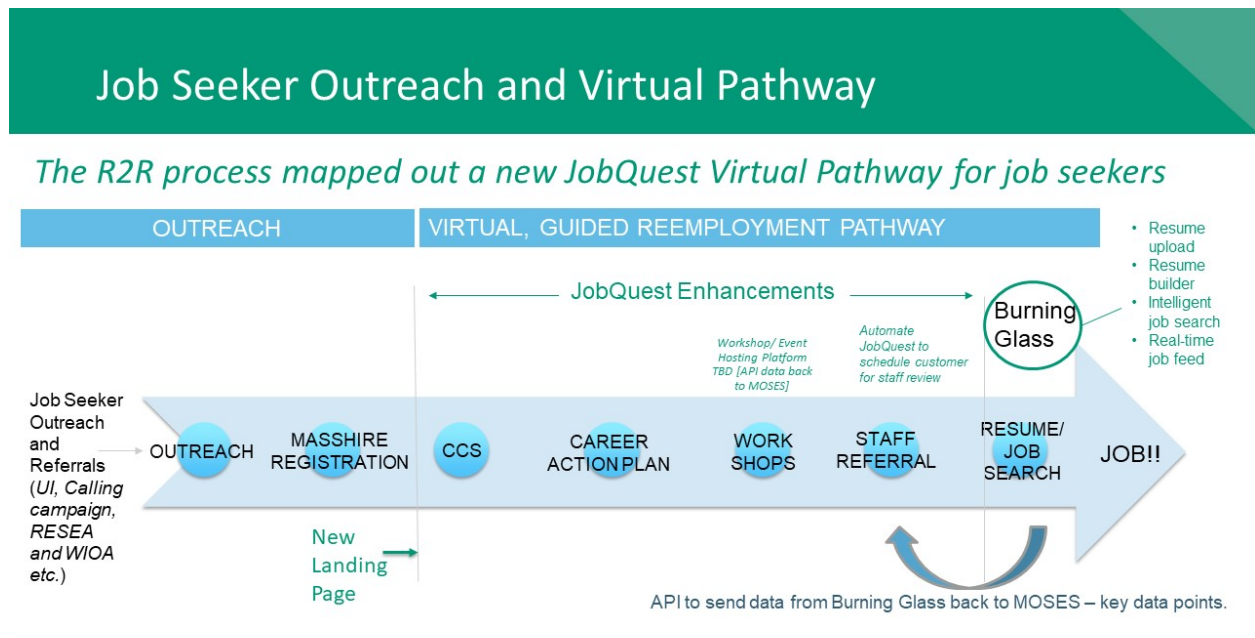 Job Seeker Outreach and Virtual Pathway
The R2R process mapped out a new JobQuest Virtual Pathway for job seekers
OUTREACH
VIRTUAL, GUIDED REEMPLOYMENT PATHWAY
• Resume
upload
• Resume
builder
• Intelligent
job search
• Real-time
job feed
JobQuest Enhancements
Burning
Glass
Workshop/ Event
Hosting Platform
TBD [API data back
to MOSES]
Automate
JobQuest to
schedule customer
for staff review
Job Seeker
Outreach
and
Referrals
(UI, Calling
campaign,
RESEA
and WIOA
etc.)
OUTREACH
MASSHIRE
REGISTRATION
CCS
CAREER
ACTION PLAN
WORK
SHOPS
STAFF
REFERRAL
RESUME/
JOB
SEARCH
JOB!!
New
Landing
Page
API to send data from Burning Glass back to MOSES – key data points.